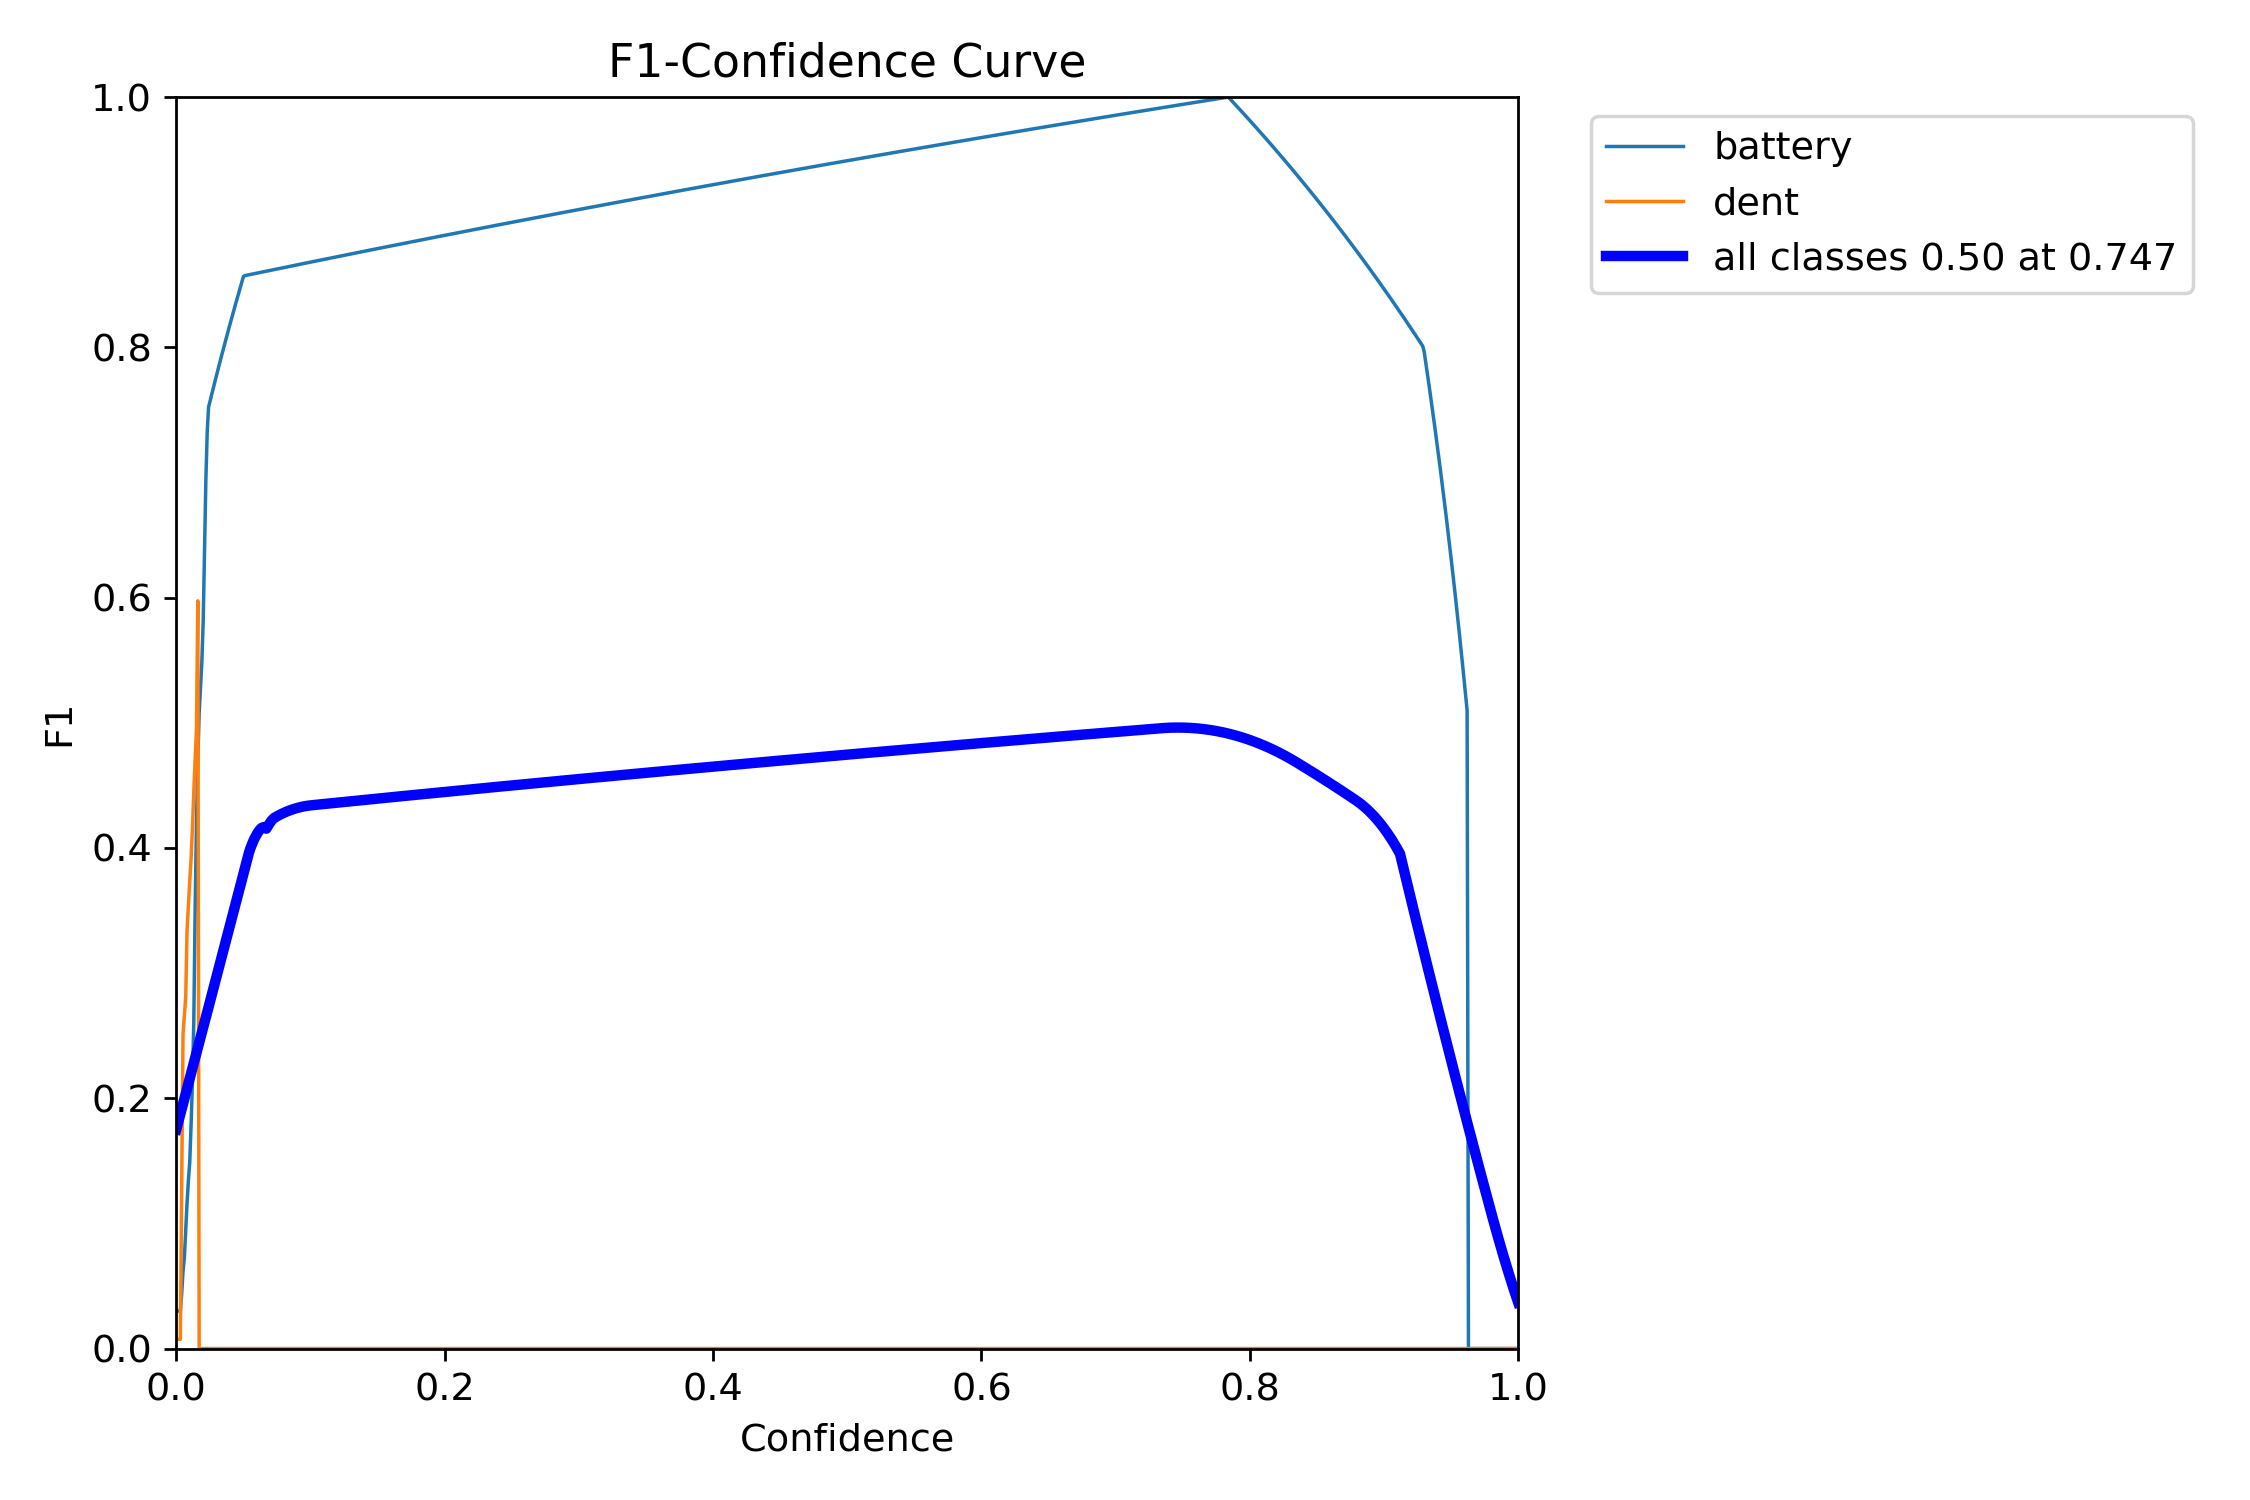 F1-Confidence Curve
1.0
0.8
0.6
0.4
0.2
0.0
F1
0.0 0.2 0.4 0.6 0.8 1.0
Confidence
battery
dent
all classes 0.50 at 0.747